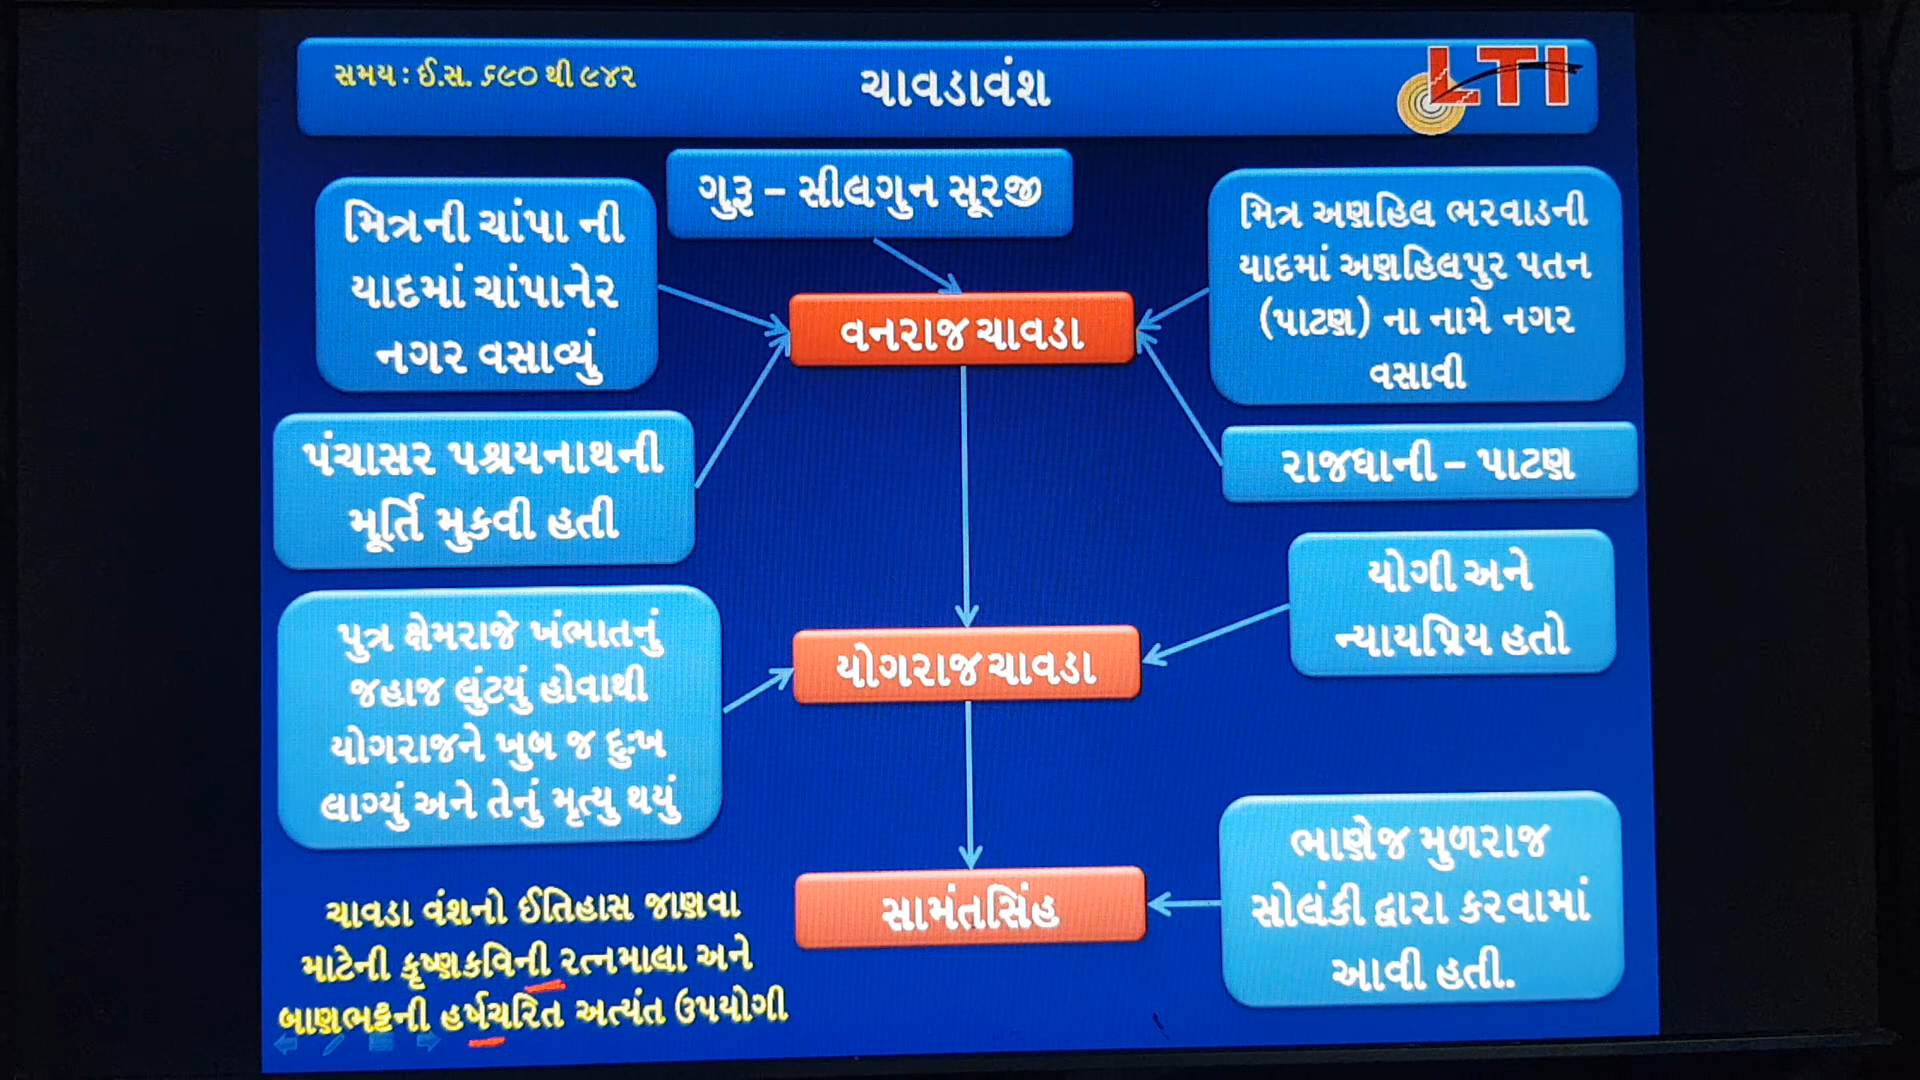 સમય : ઈ.સ. ૬૯૦ થી ૯૪૨
ચાવડાવંશ
LTI
ગુરૂ – સીલગુન સૂરજી
મિત્રની ચાંપા ની
યાદમાં ચાંપાનેર
નગર વસાવ્યું
મિત્ર અણહિલ ભરવાડની
યાદમાં અણહિલપુર પતન
(પાટણ) ના નામે નગર
વસાવી
વનરાજ ચાવડા
પંચાસર પશ્રયનાથની
મૂર્તિ મુકવી હતી
રાજધાની – પાટણ
યોગી અને
ન્યાયપ્રિય હતો
પુત્ર ક્ષેમરાજે ખંભાતનું
જહાજ લુંટયું હોવાથી
યોગરાજને ખુબ જ દુઃખ
લાગ્યું અને તેનું મૃત્યુ થયું
યોગરાજ ચાવડા
સામંતસિંહ
ભાણેજ મુળરાજ
સોલંકી દ્વારા કરવામાં
આવી હતી.
ચાવડા વંશનો ઈતિહાસ જાણવા
માટેની કૃષ્ણકવિની રત્નમાલા અને
બાણભટ્ટની હર્ષચરિત અત્યંત ઉપયોગી